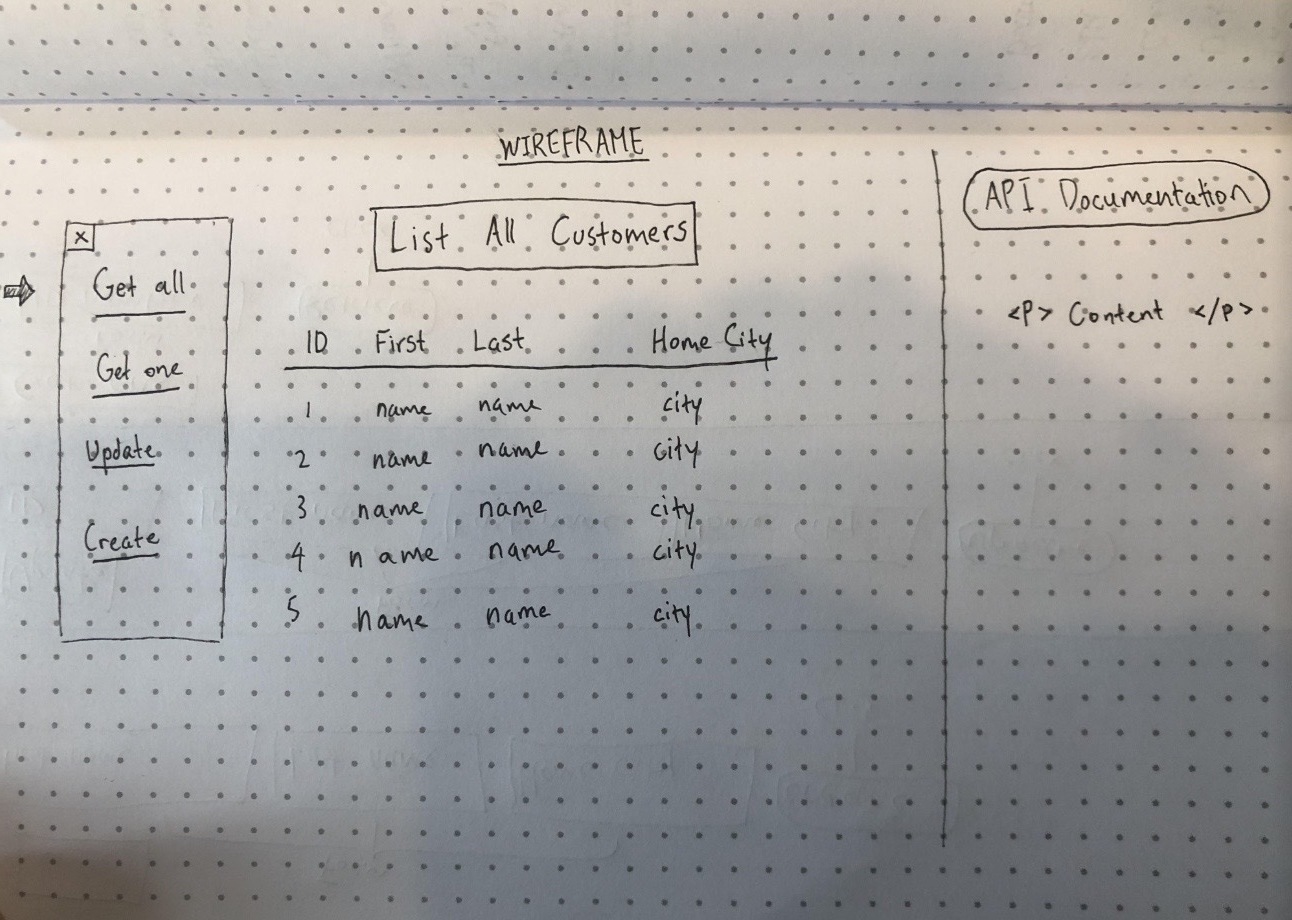 WIREFRAME
API Documentation
List All Customers
x
Get all
Get one
Update
Create
ID First Last Home City
1 name name city
2 name name city
3 name name city
4 name name city
5 name name city
<P> Content </P>